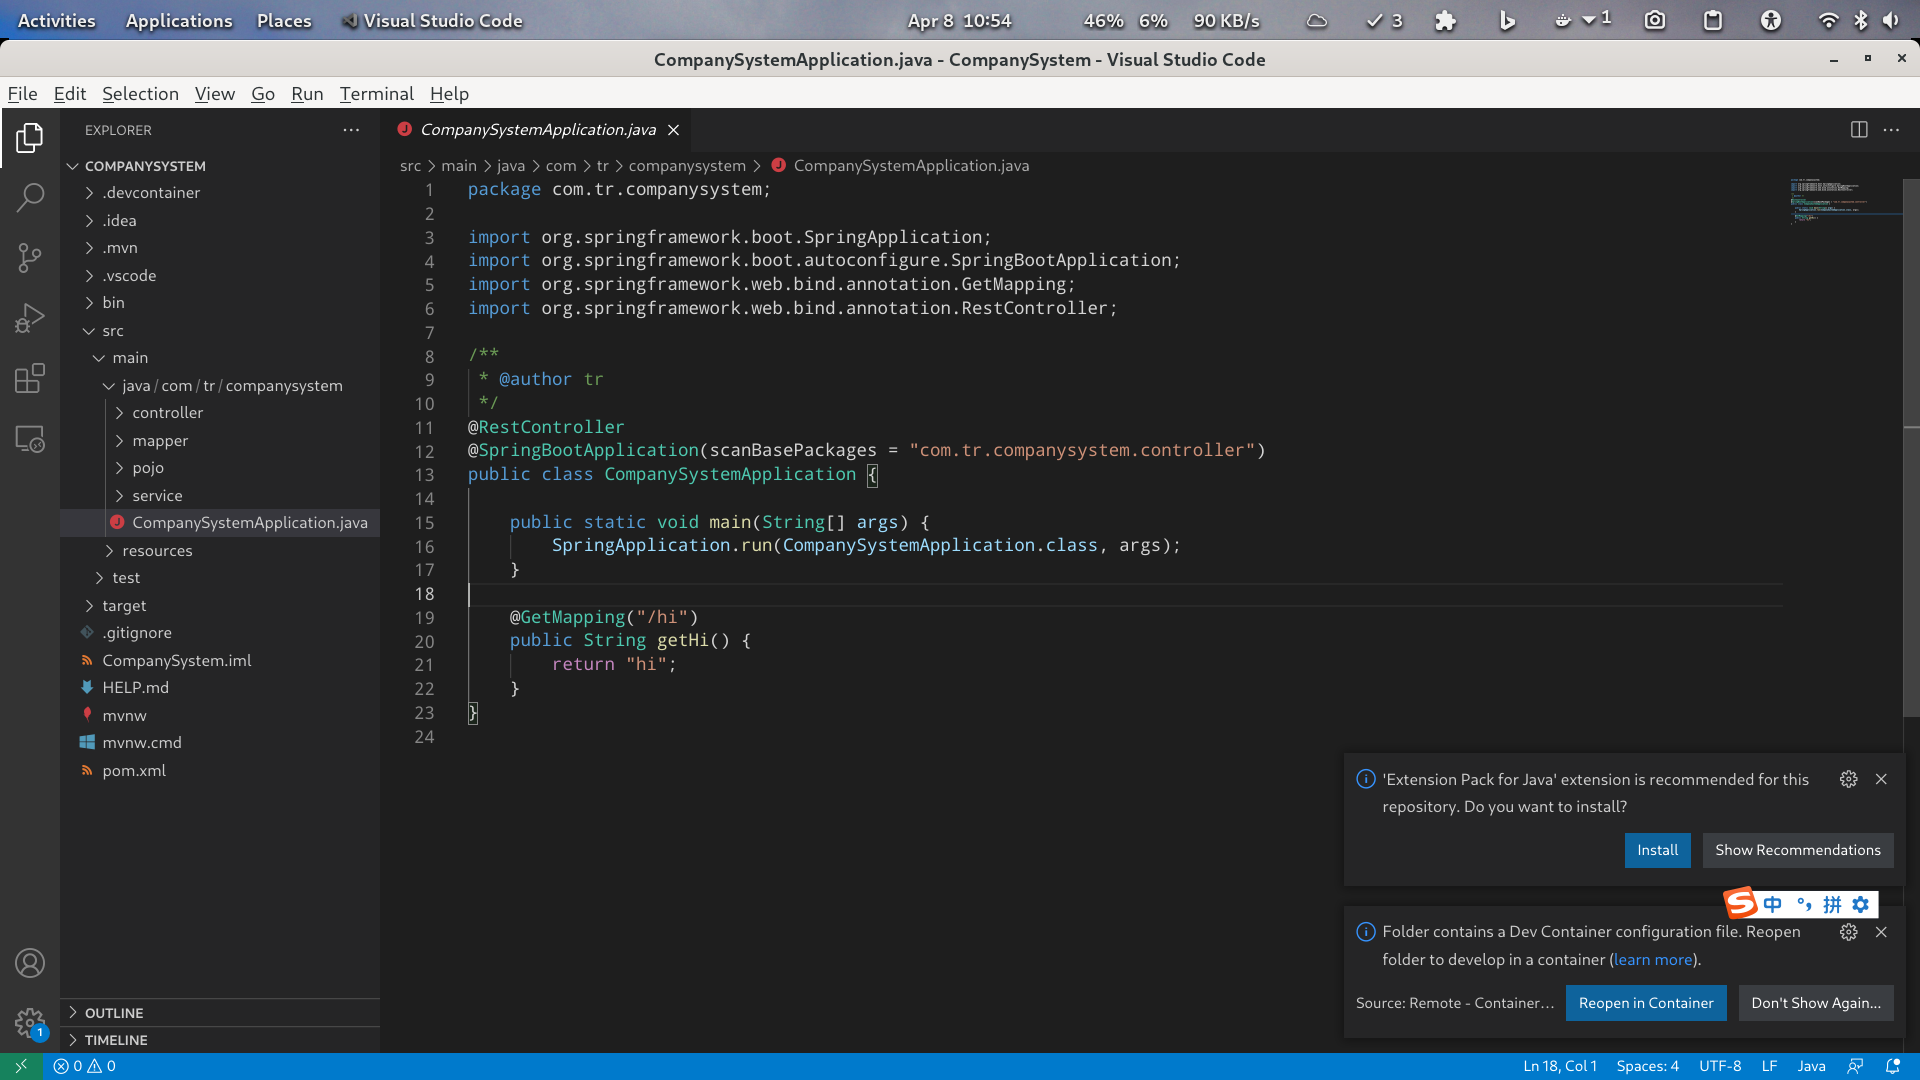 Activities Applications Places Visual Studio Code Apr 8 10:54 46% 6% 90 KB/s 3 1
CompanySystemApplication.java - CompanySystem - Visual Studio Code
File Edit Selection View Go Run Terminal Help
EXPLORER
COMPANYSYSTEM
.devcontainer
.idea
.mvn
.vscode
bin
src
main
java / com / tr / companysystem
controller
mapper
pojo
service
CompanySystemApplication.java
resources
test
target
.gitignore
CompanySystem.iml
HELP.md
mvnw
mvnw.cmd
pom.xml
OUTLINE
TIMELINE
1
CompanySystemApplication.java
src > main > java > com > tr > companysystem > CompanySystemApplication.java
1 package com.tr.companysystem;
2
3 import org.springframework.boot.SpringApplication;
4 import org.springframework.boot.autoconfigure.SpringBootApplication;
5 import org.springframework.web.bind.annotation.GetMapping;
6 import org.springframework.web.bind.annotation.RestController;
7
8 /**
9 * @author tr
10 */
11 @RestController
12 @SpringBootApplication(scanBasePackages = "com.tr.companysystem.controller")
13 public class CompanySystemApplication {
14
15 public static void main(String[] args) {
16 SpringApplication.run(CompanySystemApplication.class, args);
17 }
18
19 @GetMapping("/hi")
20 public String getHi() {
21 return "hi";
22 }
23 }
24
'Extension Pack for Java' extension is recommended for this
repository. Do you want to install?
Install Show Recommendations
S 中 °, 拼
Folder contains a Dev Container configuration file. Reopen
folder to develop in a container (learn more).
Source: Remote - Container... Reopen in Container Don't Show Again...
0 0 Ln 18, Col 1 Spaces: 4 UTF-8 LF Java